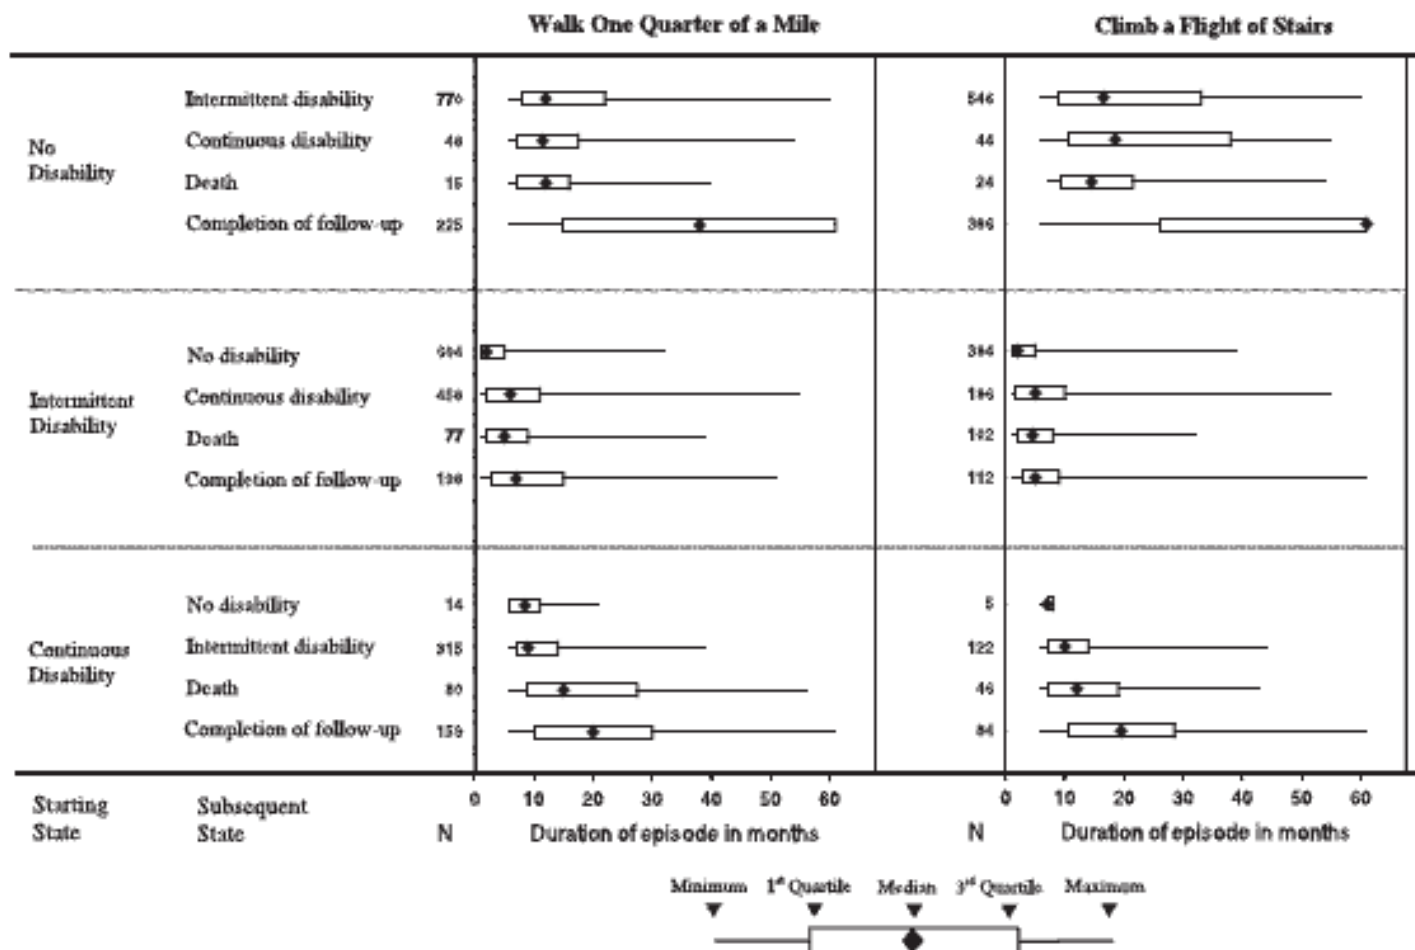 Walk One Quarter of a Mile Climb a Flight of Stairs
No Disability
Intermittent disability
Continuous disability 44
Death 24
Completion of follow-up
Intermittent Disability
No disability
Continuous disability
Death 77
Completion of follow-up 112
Continuous Disability
No disability 14 5
Intermittent disability 122
Death 80 46
Completion of follow-up
0 10 20 30 40 50 60 0 10 20 30 40 50 60
Starting State Subsequent State N Duration of episode in months N Duration of episode in months
Minimum 1st Quartile Median 3rd Quartile Maximum